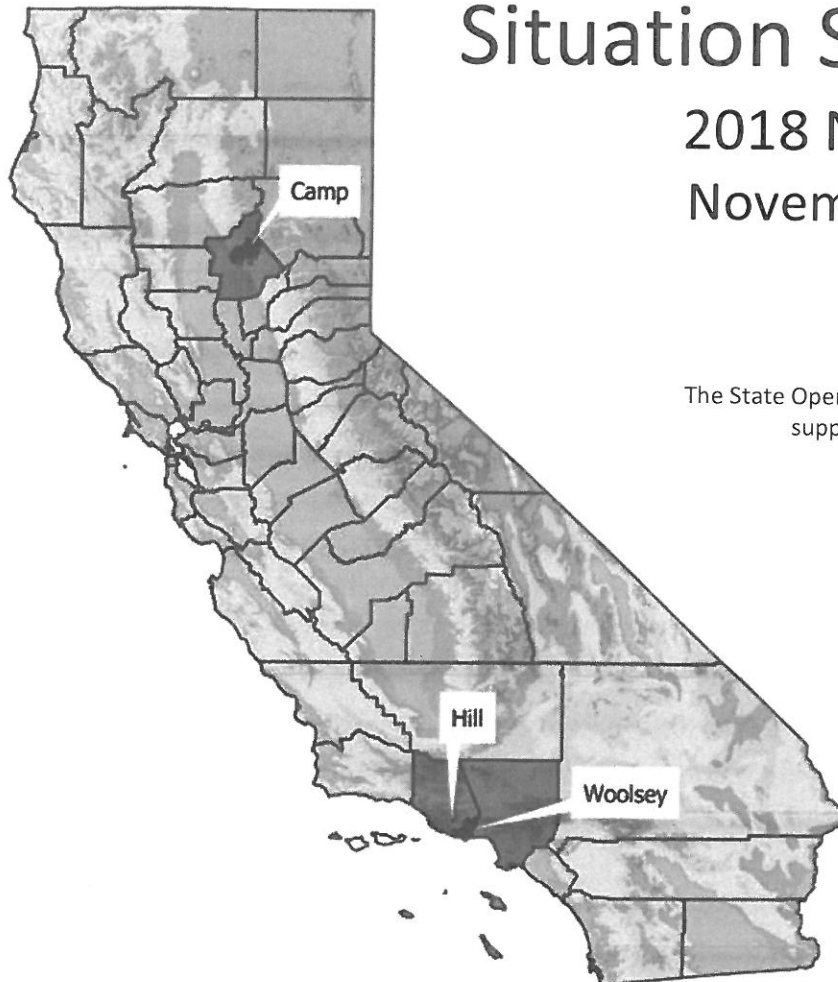 Situation S
2018 N
Novem
The State Oper
supp
Camp
Hill
Woolsey